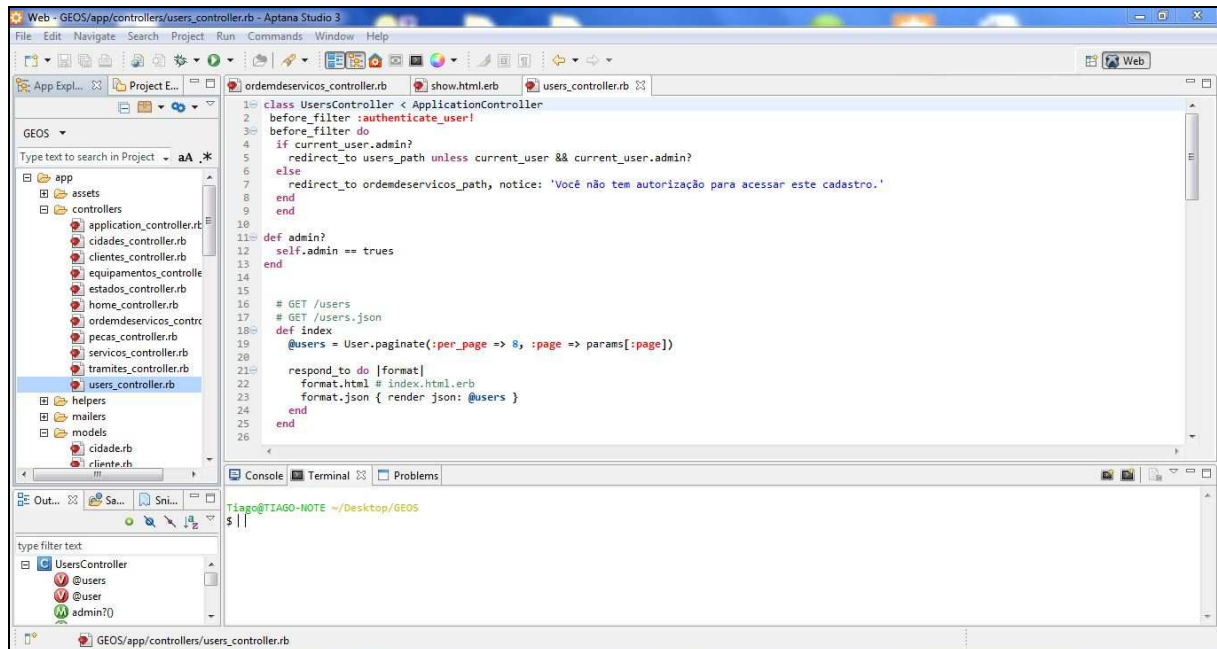 Web - GEOS/app/controllers/users_controller.rb - Aptana Studio 3
File Edit Navigate Search Project Run Commands Window Help
Web
App Expl... Project E...
GEOS
Type text to search in Project aA .*
app
assets
controllers
application_controller.rb
cidades_controller.rb
clientes_controller.rb
equipamentos_controlle
estados_controller.rb
home_controller.rb
ordemdeservicos_contro
pecas_controller.rb
servicos_controller.rb
tramites_controller.rb
users_controller.rb
helpers
mailers
models
cidade.rb
cliente.rb
ordemdeservicos_controller.rb show.html.erb users_controller.rb
1 class UsersController < ApplicationController
2 before_filter :authenticate_user!
3 before_filter do
4 if current_user.admin?
5 redirect_to users_path unless current_user && current_user.admin?
6 else
7 redirect_to ordemdeservicos_path, notice: 'Você não tem autorização para acessar este cadastro.'
8 end
9 end
10
11 def admin?
12 self.admin == trues
13 end
14
15
16 # GET /users
17 # GET /users.json
18 def index
19 @users = User.paginate(:per_page => 8, :page => params[:page])
20
21 respond_to do |format|
22 format.html # index.html.erb
23 format.json { render json: @users }
24 end
25 end
26
Console Terminal Problems
Tiago@TIAGO-NOTE ~/Desktop/GEOS
$
Out... Sa... Sni...
type filter text
UsersController
@users
@user
admin?()
GEOS/app/controllers/users_controller.rb